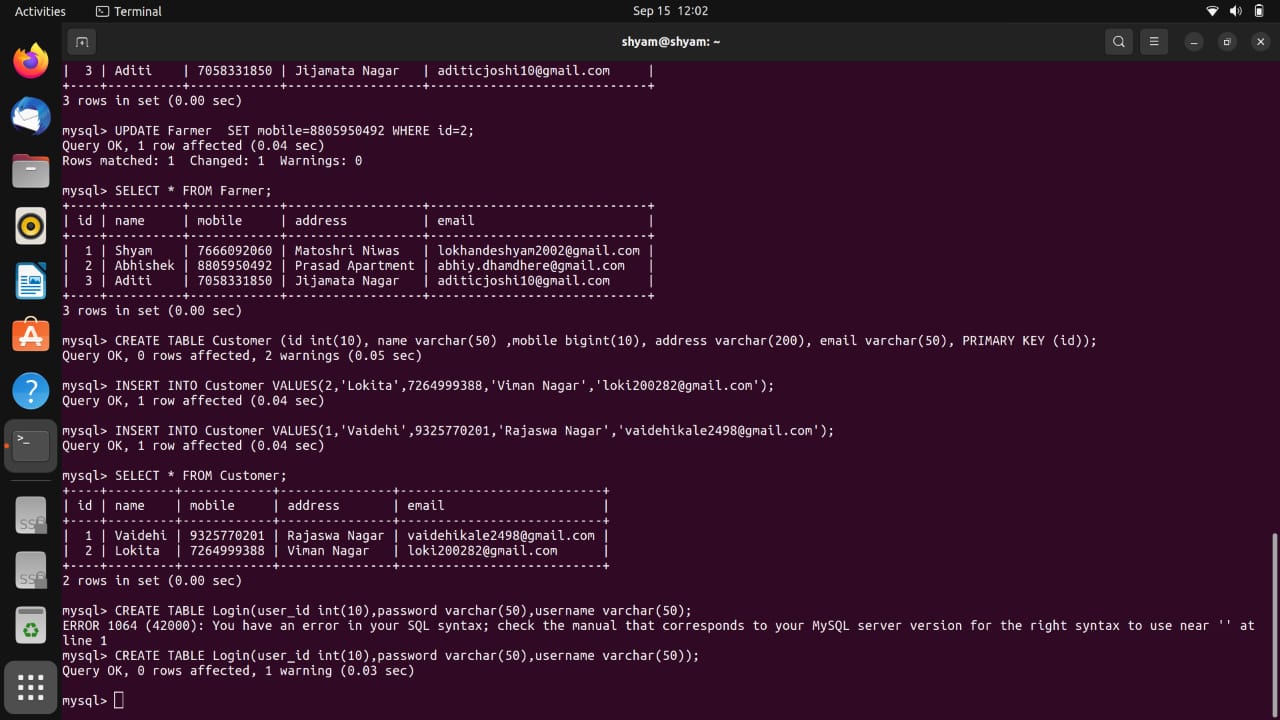 Activities Terminal Sep 15 12:02
shyam@shyam: ~
|  3 | Aditi    | 7058331850 | Jijamata Nagar   | aditicjoshi10@gmail.com     |
+----+----------+------------+------------------+-----------------------------+
3 rows in set (0.00 sec)
mysql> UPDATE Farmer  SET mobile=8805950492 WHERE id=2;
Query OK, 1 row affected (0.04 sec)
Rows matched: 1  Changed: 1  Warnings: 0
mysql> SELECT * FROM Farmer;
+----+----------+------------+------------------+-----------------------------+
| id | name     | mobile     | address          | email                       |
+----+----------+------------+------------------+-----------------------------+
|  1 | Shyam    | 7666092060 | Matoshri Niwas   | lokhandeshyam2002@gmail.com |
|  2 | Abhishek | 8805950492 | Prasad Apartment | abhiy.dhamdhere@gmail.com   |
|  3 | Aditi    | 7058331850 | Jijamata Nagar   | aditicjoshi10@gmail.com     |
+----+----------+------------+------------------+-----------------------------+
3 rows in set (0.00 sec)
mysql> CREATE TABLE Customer (id int(10), name varchar(50) ,mobile bigint(10), address varchar(200), email varchar(50), PRIMARY KEY (id));
Query OK, 0 rows affected, 2 warnings (0.05 sec)
mysql> INSERT INTO Customer VALUES(2,'Lokita',7264999388,'Viman Nagar','loki200282@gmail.com');
Query OK, 1 row affected (0.04 sec)
mysql> INSERT INTO Customer VALUES(1,'Vaidehi',9325770201,'Rajaswa Nagar','vaidehikale2498@gmail.com');
Query OK, 1 row affected (0.04 sec)
mysql> SELECT * FROM Customer;
+----+---------+------------+---------------+---------------------------+
| id | name    | mobile     | address       | email                     |
+----+---------+------------+---------------+---------------------------+
|  1 | Vaidehi | 9325770201 | Rajaswa Nagar | vaidehikale2498@gmail.com |
|  2 | Lokita  | 7264999388 | Viman Nagar   | loki200282@gmail.com      |
+----+---------+------------+---------------+---------------------------+
2 rows in set (0.00 sec)
mysql> CREATE TABLE Login(user_id int(10),password varchar(50),username varchar(50);
ERROR 1064 (42000): You have an error in your SQL syntax; check the manual that corresponds to your MySQL server version for the right syntax to use near '' at
line 1
mysql> CREATE TABLE Login(user_id int(10),password varchar(50),username varchar(50));
Query OK, 0 rows affected, 1 warning (0.03 sec)
mysql>